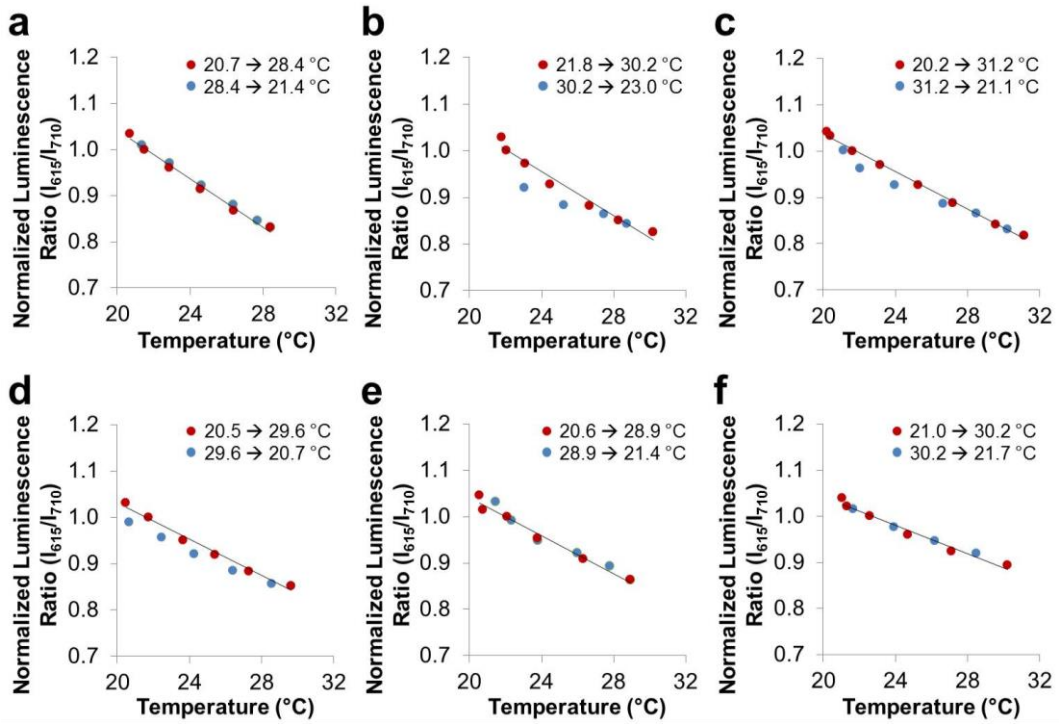 a
Normalized Luminescence
Ratio (I615/I710)
1.2
1.1
1.0
0.9
0.8
0.7
20.7 → 28.4 °C
28.4 → 21.4 °C
20
24
28
32
Temperature (°C)
b
Normalized Luminescence
Ratio (I615/I710)
1.2
1.1
1.0
0.9
0.8
0.7
21.8 → 30.2 °C
30.2 → 23.0 °C
20
24
28
32
Temperature (°C)
c
Normalized Luminescence
Ratio (I615/I710)
1.2
1.1
1.0
0.9
0.8
0.7
20.2 → 31.2 °C
31.2 → 21.1 °C
20
24
28
32
Temperature (°C)
d
Normalized Luminescence
Ratio (I615/I710)
1.2
1.1
1.0
0.9
0.8
0.7
20.5 → 29.6 °C
29.6 → 20.7 °C
20
24
28
32
Temperature (°C)
e
Normalized Luminescence
Ratio (I615/I710)
1.2
1.1
1.0
0.9
0.8
0.7
20.6 → 28.9 °C
28.9 → 21.4 °C
20
24
28
32
Temperature (°C)
f
Normalized Luminescence
Ratio (I615/I710)
1.2
1.1
1.0
0.9
0.8
0.7
21.0 → 30.2 °C
30.2 → 21.7 °C
20
24
28
32
Temperature (°C)